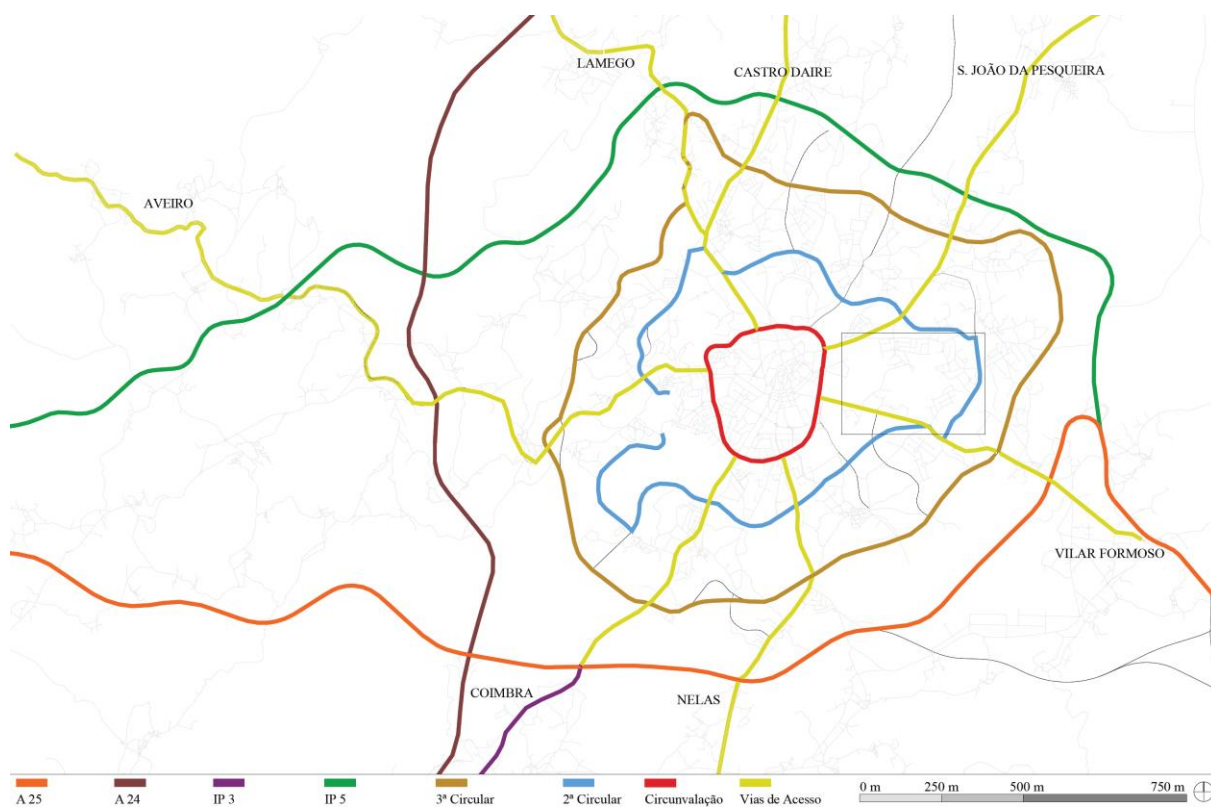 LAMEGO
CASTRO DAIRE
S. JOÃO DA PESQUEIRA
AVEIRO
VILAR FORMOSO
COIMBRA
NELAS
A 25
A 24
IP 3
IP 5
3ª Circular
2ª Circular
Circunvalação
Vias de Acesso
0 m
250 m
500 m
750 m